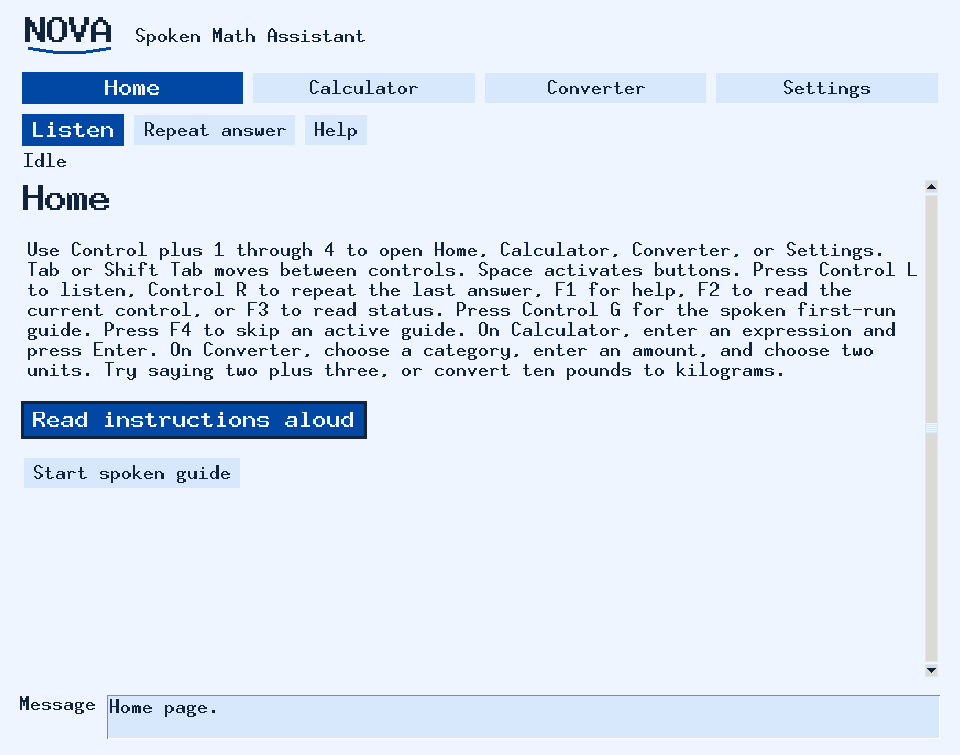 NOVA Spoken Math Assistant
Home Calculator Converter Settings
Listen Repeat answer Help
Idle
Home
Use Control plus 1 through 4 to open Home, Calculator, Converter, or Settings.
Tab or Shift Tab moves between controls. Space activates buttons. Press Control L
to listen, Control R to repeat the last answer, F1 for help, F2 to read the
current control, or F3 to read status. Press Control G for the spoken first-run
guide. Press F4 to skip an active guide. On Calculator, enter an expression and
press Enter. On Converter, choose a category, enter an amount, and choose two
units. Try saying two plus three, or convert ten pounds to kilograms.
Read instructions aloud
Start spoken guide
Message Home page.